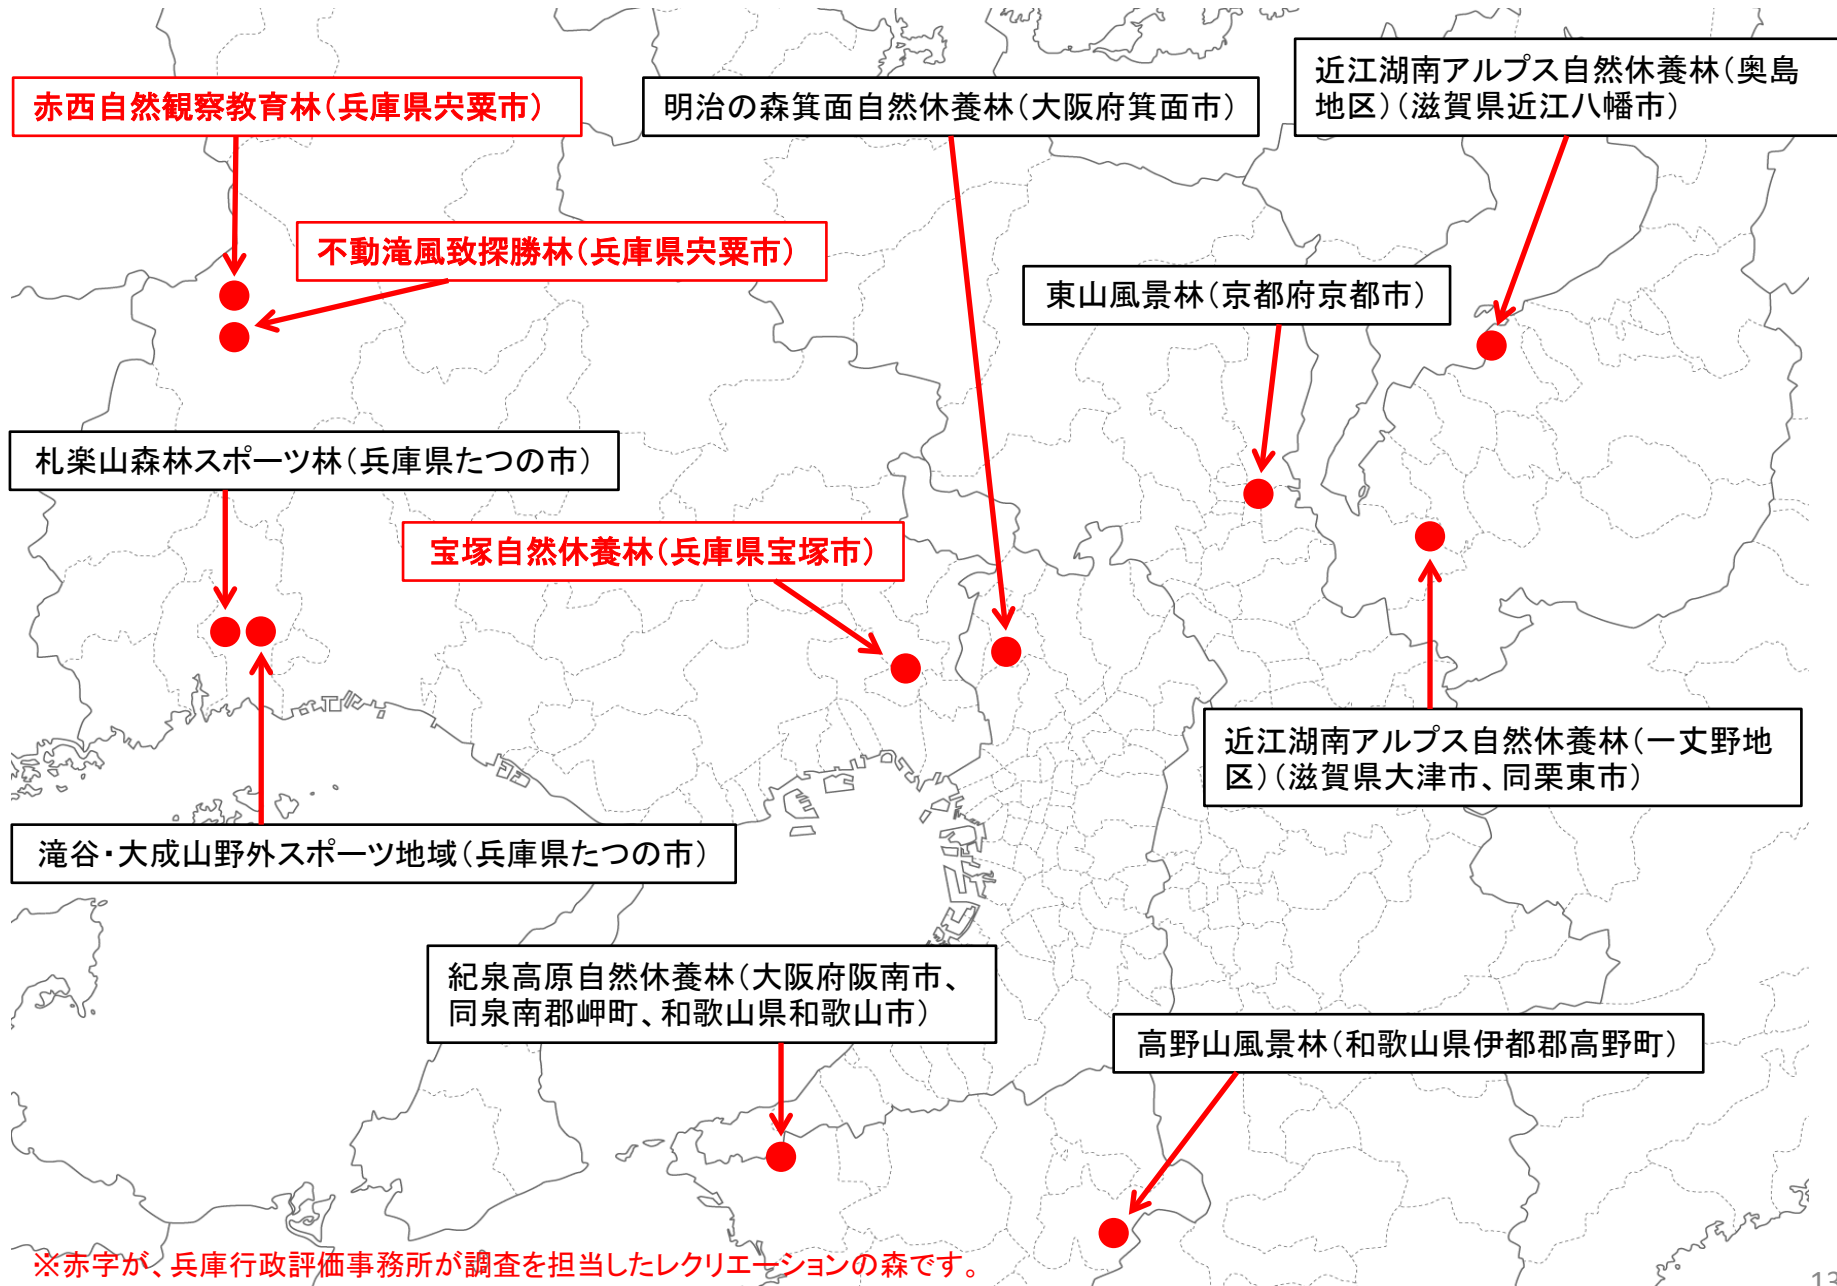 赤西自然観察教育林（兵庫県宍粟市）
明治の森箕面自然休養林（大阪府箕面市）
近江湖南アルプス自然休養林（奥島
地区）（滋賀県近江八幡市）
不動滝風致探勝林（兵庫県宍粟市）
東山風景林（京都府京都市）
札楽山森林スポーツ林（兵庫県たつの市）
宝塚自然休養林（兵庫県宝塚市）
近江湖南アルプス自然休養林（一丈野地
区）（滋賀県大津市、同栗東市）
滝谷・大成山野外スポーツ地域（兵庫県たつの市）
紀泉高原自然休養林（大阪府阪南市、
同泉南郡岬町、和歌山県和歌山市）
高野山風景林（和歌山県伊都郡高野町）
※赤字が、兵庫行政評価事務所が調査を担当したレクリエーションの森です。
13